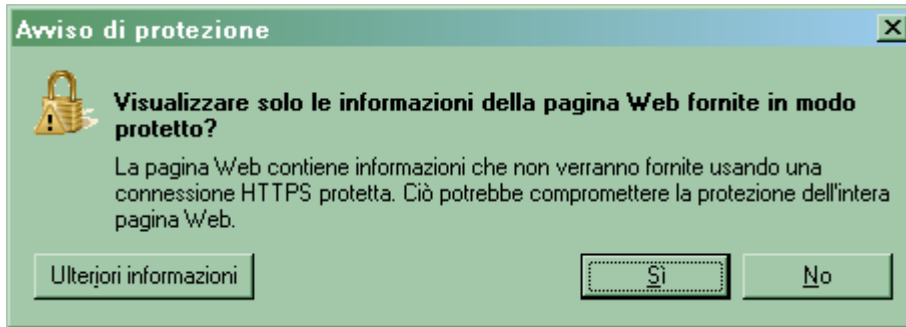 Avviso di protezione
Visualizzare solo le informazioni della pagina Web fornite in modo
protetto?
La pagina Web contiene informazioni che non verranno fornite usando una
connessione HTTPS protetta. Ciò potrebbe compromettere la protezione dell'intera
pagina Web.
Ulteriori informazioni
Sì
No